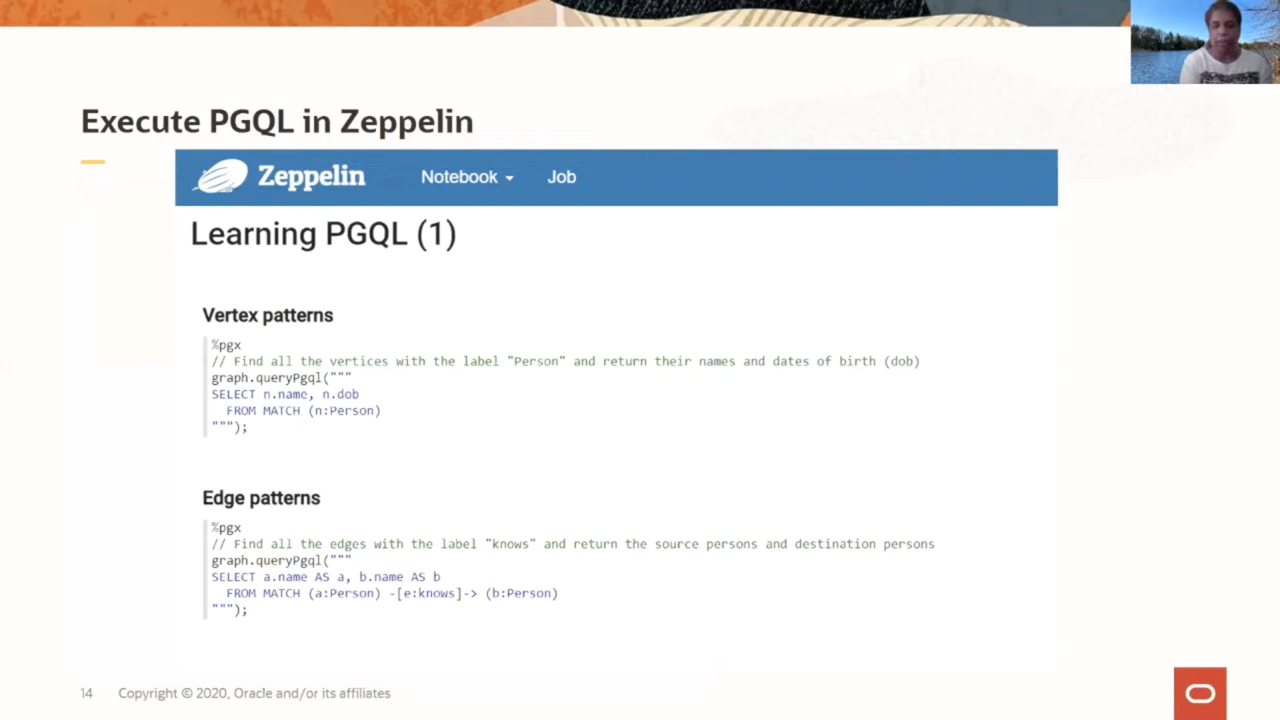 Execute PGQL in Zeppelin
Zeppelin Notebook Job
Learning PGQL (1)
Vertex patterns
%pgx
// Find all the vertices with the label "Person" and return their names and dates of birth (dob)
graph.queryPgql("""
SELECT n.name, n.dob
FROM MATCH (n:Person)
""");
Edge patterns
%pgx
// Find all the edges with the label "knows" and return the source persons and destination persons
graph.queryPgql("""
SELECT a.name AS a, b.name AS b
FROM MATCH (a:Person) -[e:knows]-> (b:Person)
""");
14 Copyright © 2020, Oracle and/or its affiliates